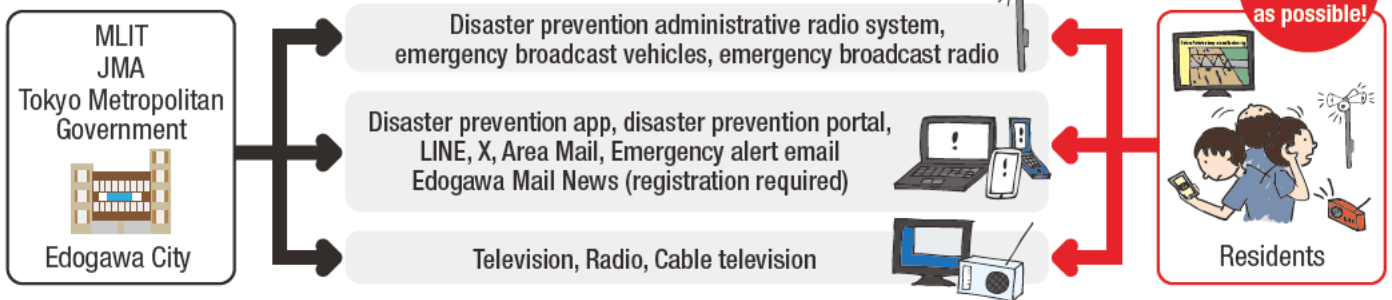 MLIT
JMA
Tokyo Metropolitan
Government
Edogawa City
Disaster prevention administrative radio system,
emergency broadcast vehicles, emergency broadcast radio
Disaster prevention app, disaster prevention portal,
LINE, X, Area Mail, Emergency alert email
Edogawa Mail News (registration required)
!
!
!
Television, Radio, Cable television
as possible!
Residents